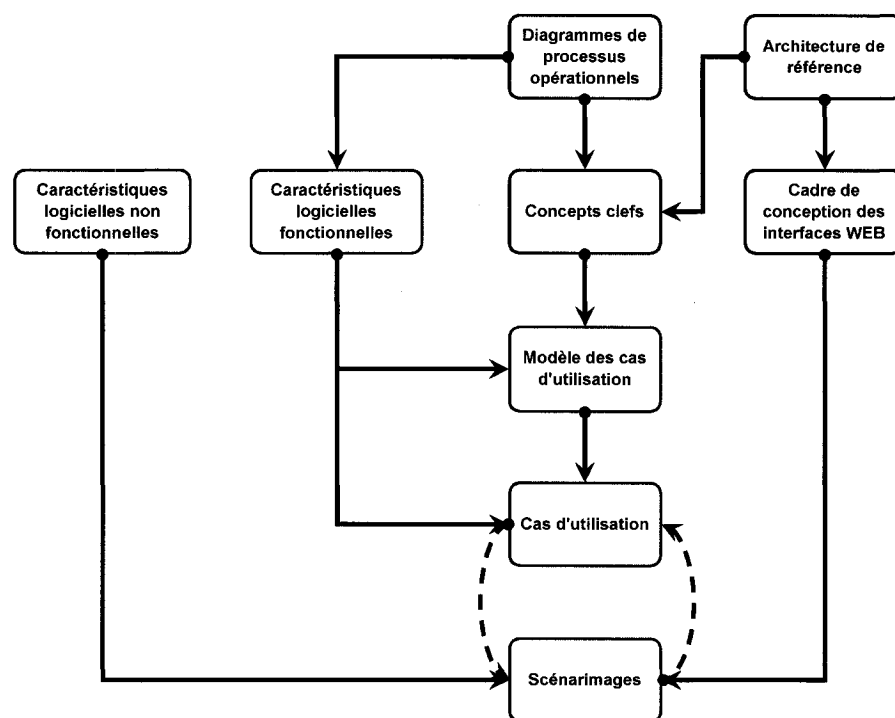 Diagrammes de
processus
opérationnels
Architecture de
référence
Caractéristiques
logicielles non
fonctionnelles
Caractéristiques
logicielles
fonctionnelles
Concepts clefs
Cadre de
conception des
interfaces WEB
Modèle des cas
d'utilisation
Cas d'utilisation
Scénarimages